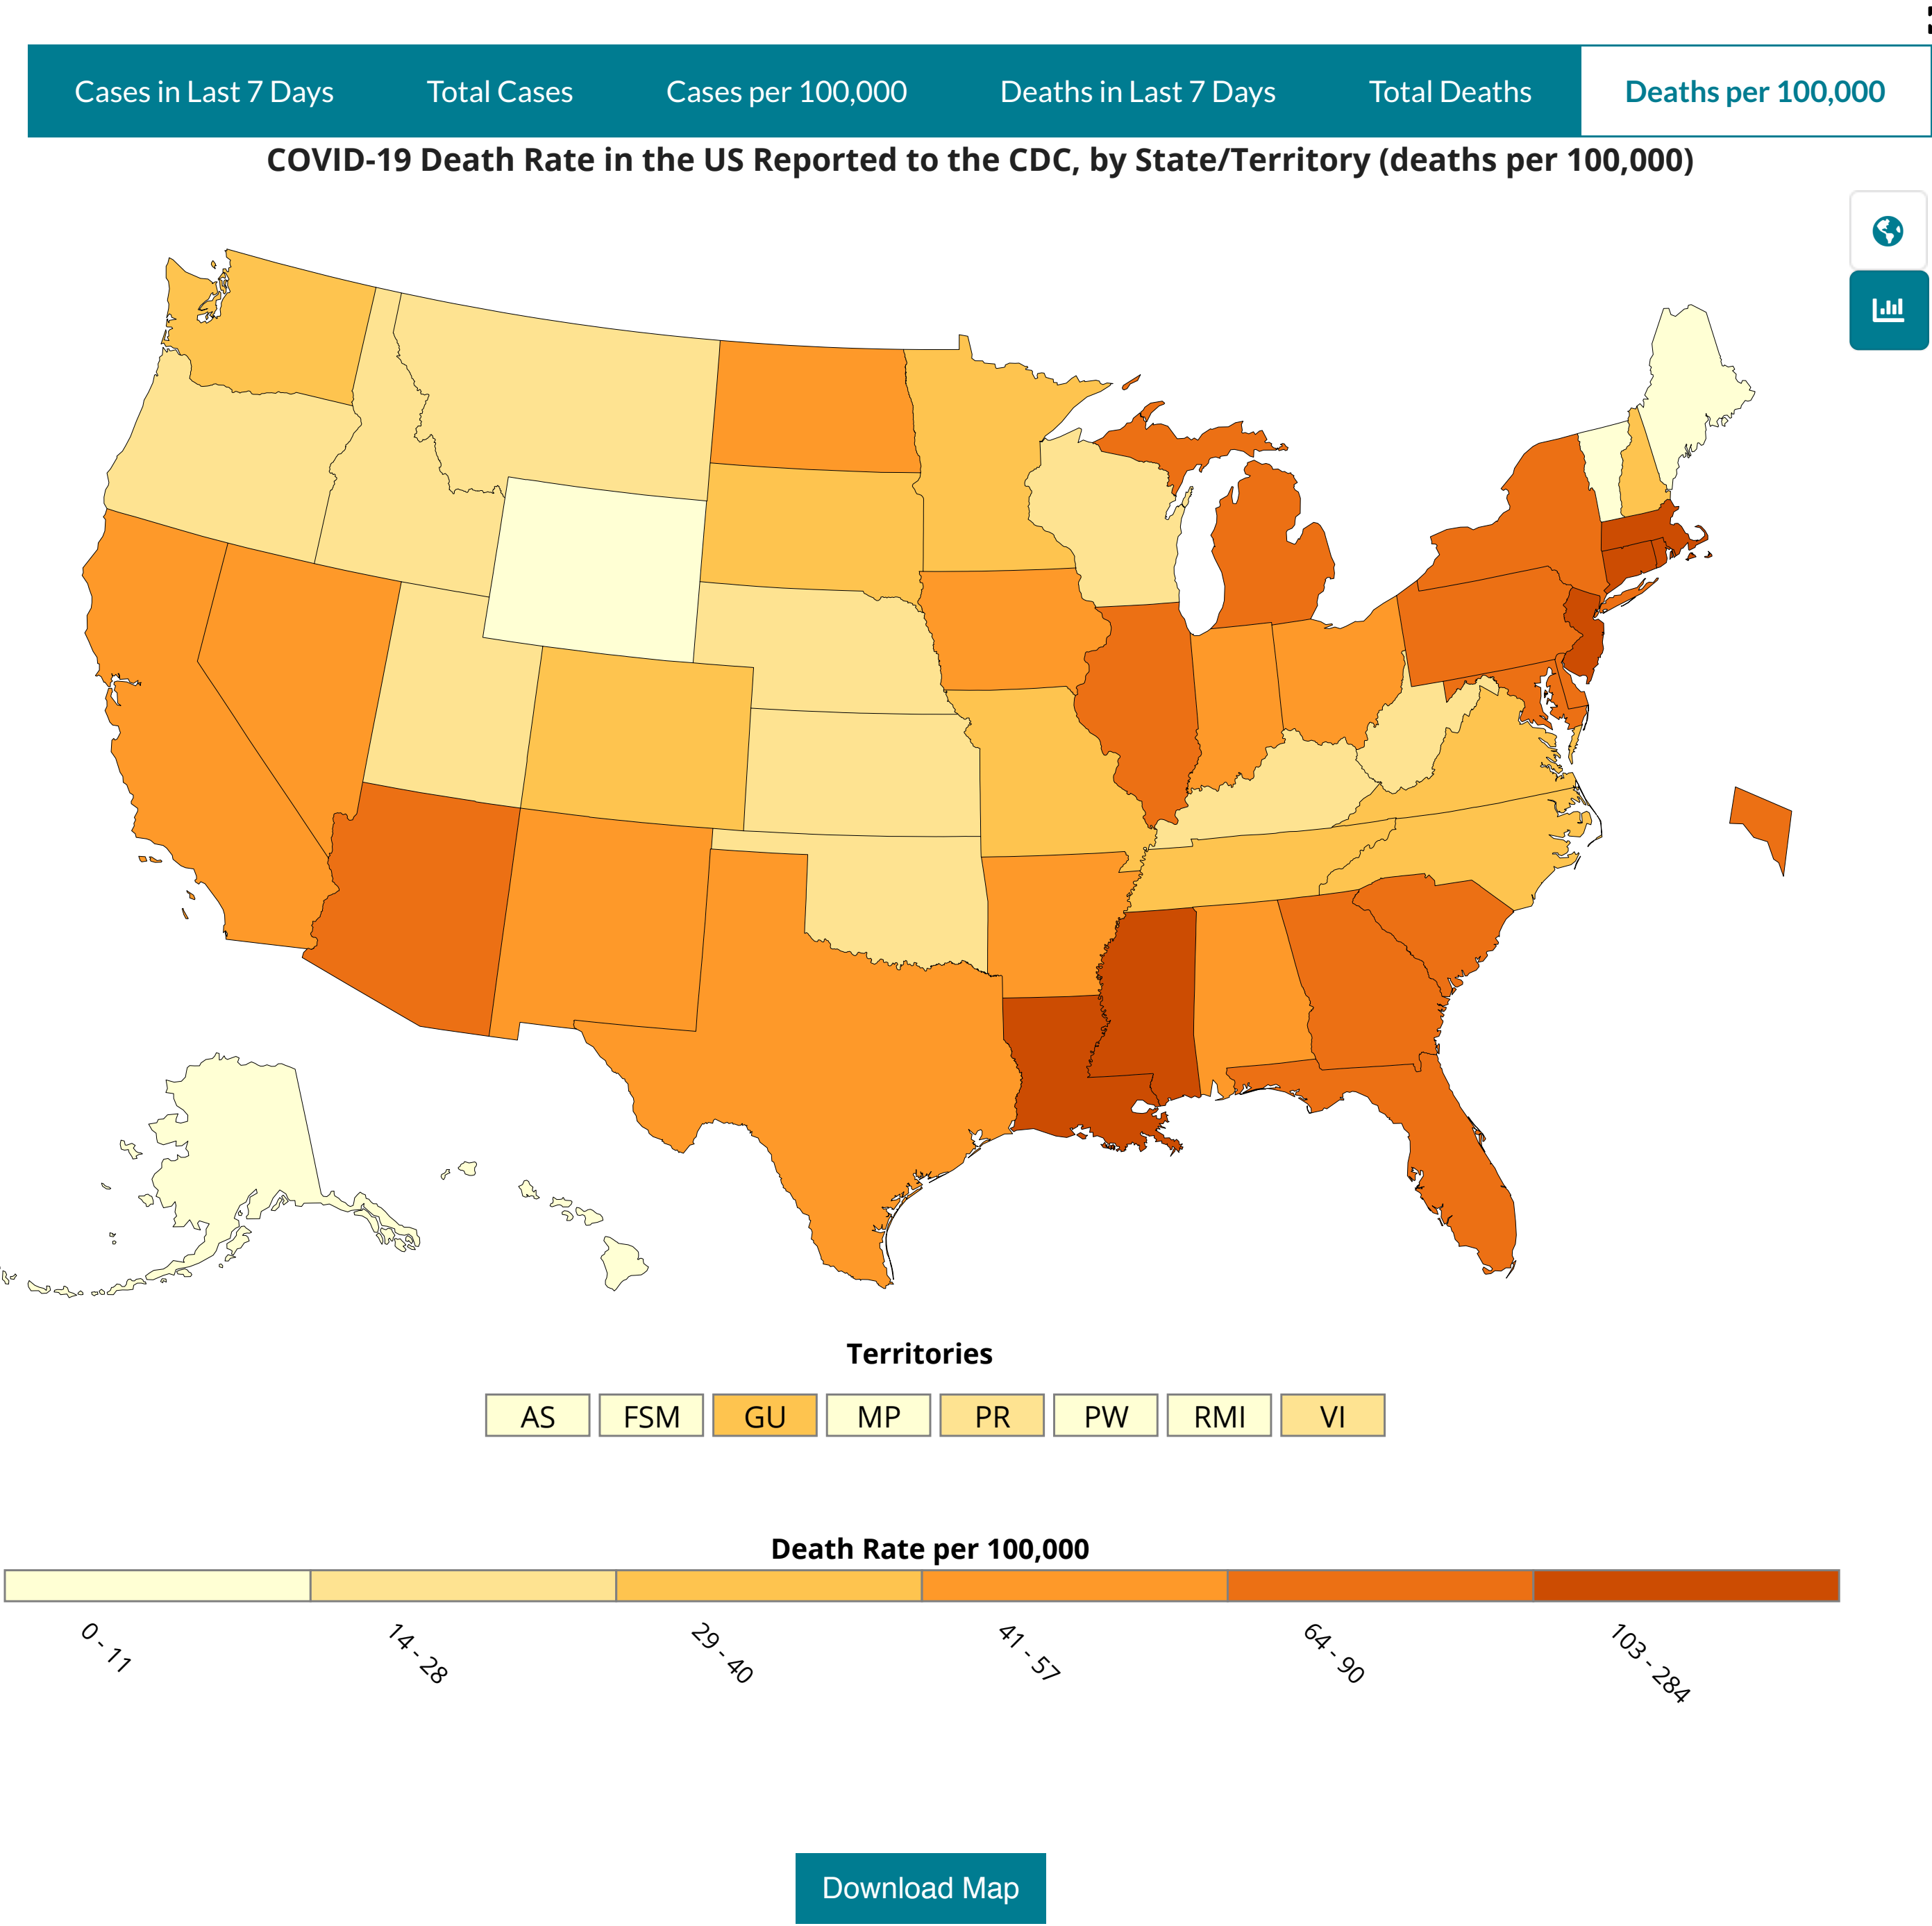 Cases in Last 7 Days Total Cases Cases per 100,000 Deaths in Last 7 Days Total Deaths Deaths per 100,000
COVID-19 Death Rate in the US Reported to the CDC, by State/Territory (deaths per 100,000)
Territories
AS FSM GU MP PR PW RMI VI
Death Rate per 100,000
0 - 11 14 - 28 29 - 40 41 - 57 64 - 90 103 - 284
Download Map